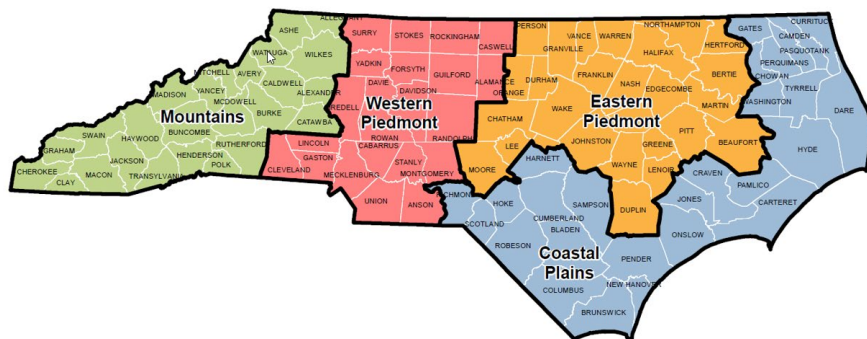 ALLEGHANY
ASHE
WATAUGA
WILKES
MITCHELL
AVERY
CALDWELL
ALEXANDER
MADISON
YANCEY
MCDOWELL
BURKE
CATAWBA
Mountains
SWAIN
HAYWOOD
BUNCOMBE
RUTHERFORD
GRAHAM
JACKSON
HENDERSON
POLK
CHEROKEE
MACON
CLAY
TRANSYLVANIA
SURRY
STOKES
ROCKINGHAM
CASWELL
YADKIN
FORSYTH
GUILFORD
ALAMANCE
DAVIE
DAVIDSON
IREDELL
Western
Piedmont
ROWAN
RANDOLPH
LINCOLN
CABARRUS
GASTON
STANLY
CLEVELAND
MECKLENBURG
MONTGOMERY
UNION
ANSON
PERSON
VANCE
WARREN
NORTHAMPTON
GRANVILLE
HALIFAX
HERTFORD
DURHAM
ORANGE
FRANKLIN
NASH
EDGECOMBE
BERTIE
MARTIN
Eastern
Piedmont
WAKE
CHATHAM
LEE
JOHNSTON
PITT
GREENE
BEAUFORT
MOORE
WAYNE
LENOIR
DUPLIN
GATES
CURRITUCK
CAMDEN
PASQUOTANK
PERQUIMANS
CHOWAN
TYRRELL
WASHINGTON
DARE
HYDE
HARNETT
CRAVEN
PAMLICO
RICHMOND
HOKE
SAMPSON
JONES
CARTERET
SCOTLAND
CUMBERLAND
BLADEN
ONSLOW
ROBESON
Coastal
Plains
PENDER
COLUMBUS
NEW HANOVER
BRUNSWICK